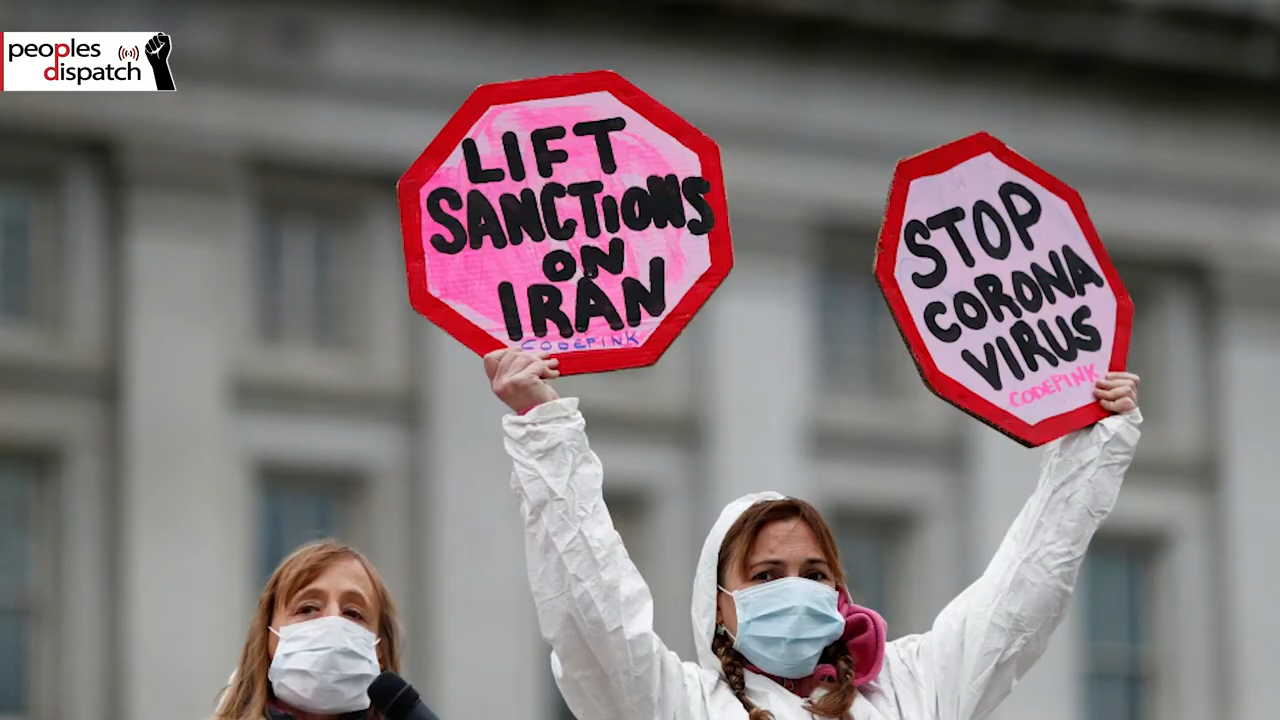 peoples
dispatch
LIFT
SANCTIONS
ON
IRAN
CODEPINK
STOP
CORONA
VIRUS
CODEPINK